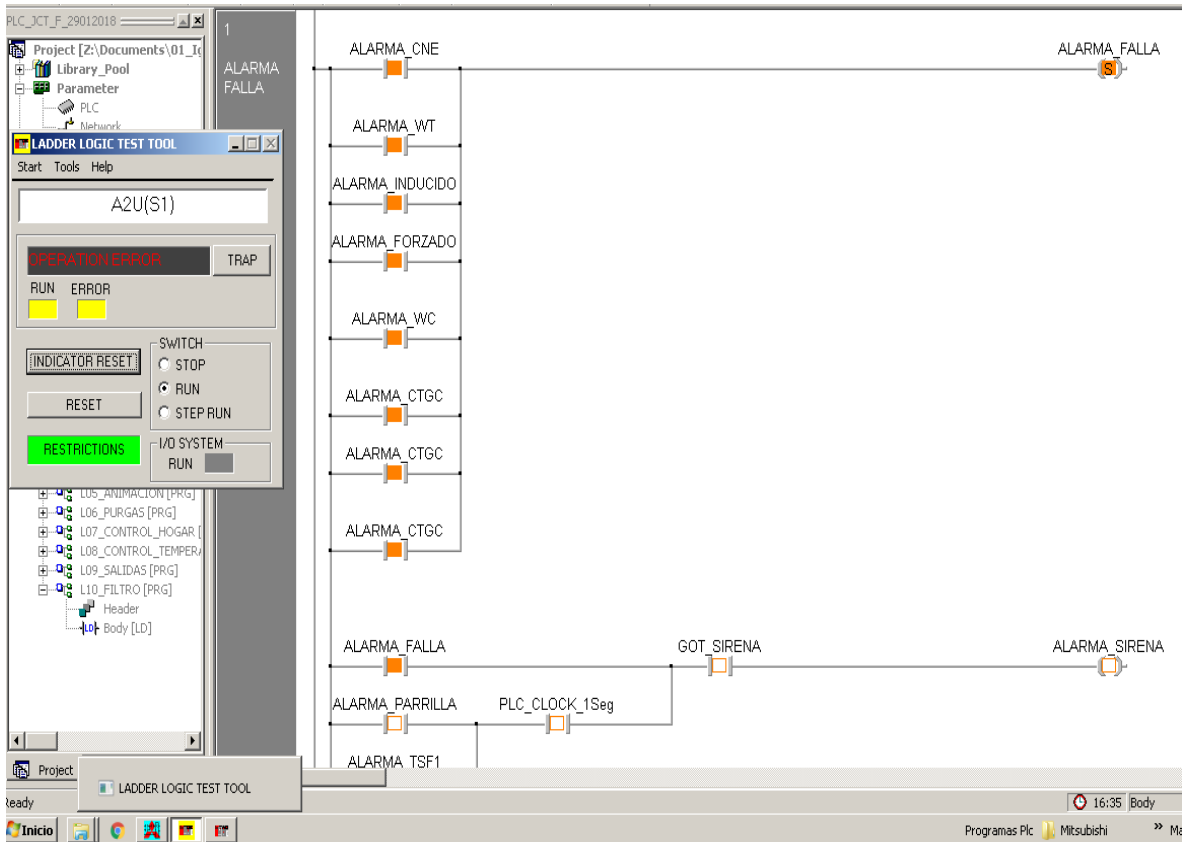 PLC_JCT_F_29012018
Project [Z:\Documents\01_Ig
Library_Pool
Parameter
PLC
Network
LADDER LOGIC TEST TOOL
Start Tools Help
A2U(S1)
OPERATION ERROR
TRAP
RUN ERROR
INDICATOR RESET
RESET
RESTRICTIONS
SWITCH
STOP
RUN
STEP RUN
I/O SYSTEM
RUN
L05_ANIMACION [PRG]
L06_PURGAS [PRG]
L07_CONTROL_HOGAR [
L08_CONTROL_TEMPER
L09_SALIDAS [PRG]
L10_FILTRO [PRG]
Header
LD Body [LD]
Project
LADDER LOGIC TEST TOOL
1
ALARMA
FALLA
ALARMA_CNE
ALARMA_FALLA
S
ALARMA_WT
ALARMA_INDUCIDO
ALARMA_FORZADO
ALARMA_WC
ALARMA_CTGC
ALARMA_CTGC
ALARMA_CTGC
ALARMA_FALLA GOT_SIRENA ALARMA_SIRENA
ALARMA_PARRILLA PLC_CLOCK_1Seg
ALARMA_TSF1
Ready
16:35 Body
Inicio
Programas Plc Mitsubishi » Ma